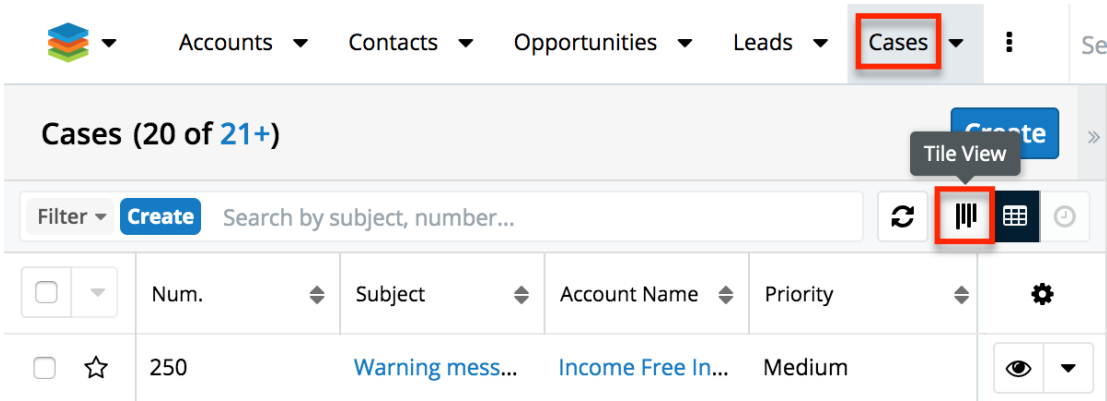 Accounts Contacts Opportunities Leads Cases Se
Cases (20 of 21+) Create
Tile View
Filter Create Search by subject, number...
Num. Subject Account Name Priority
250 Warning mess... Income Free In... Medium